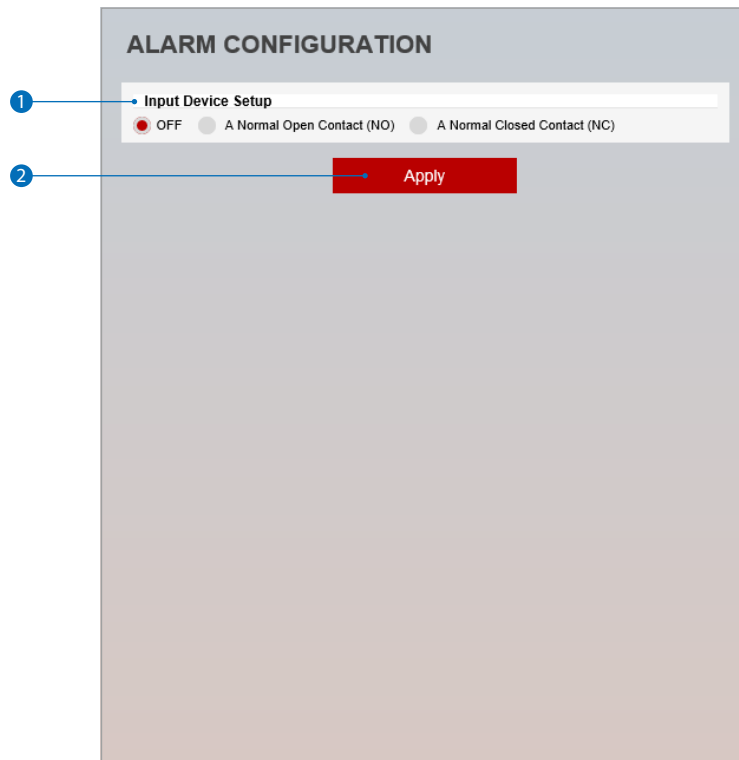 ALARM CONFIGURATION
1
Input Device Setup
OFF A Normal Open Contact (NO) A Normal Closed Contact (NC)
2
Apply